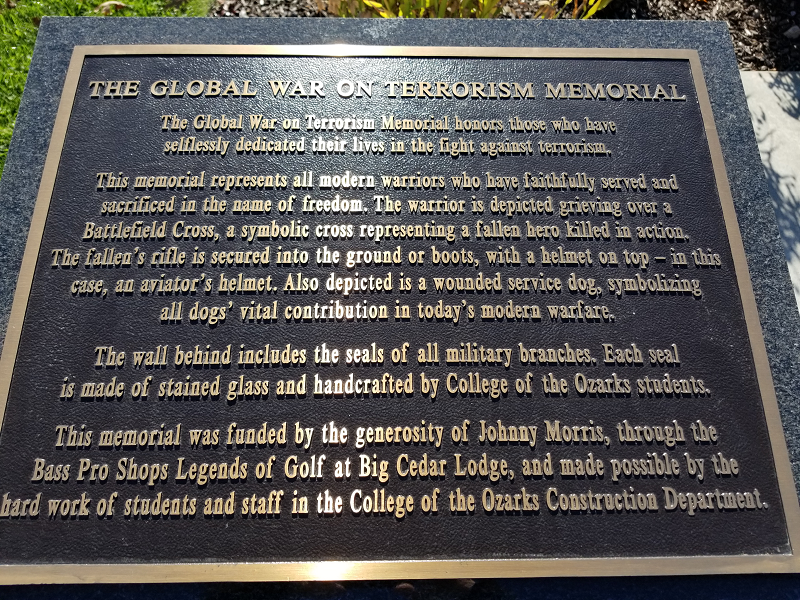 THE GLOBAL WAR ON TERRORISM MEMORIAL
The Global War on Terrorism Memorial honors those who have
selflessly dedicated their lives in the fight against terrorism.
This memorial represents all modern warriors who have faithfully served and
sacrificed in the name of freedom. The warrior is depicted grieving over a
Battlefield Cross, a symbolic cross representing a fallen hero killed in action.
The fallen's rifle is secured into the ground or boots, with a helmet on top – in this
case, an aviator's helmet. Also depicted is a wounded service dog, symbolizing
all dogs' vital contribution in today's modern warfare.
The wall behind includes the seals of all military branches. Each seal
is made of stained glass and handcrafted by College of the Ozarks students.
This memorial was funded by the generosity of Johnny Morris, through the
Bass Pro Shops Legends of Golf at Big Cedar Lodge, and made possible by the
hard work of students and staff in the College of the Ozarks Construction Department.